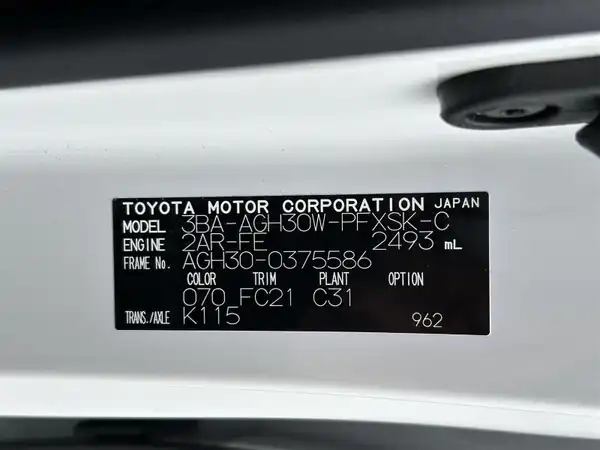 TOYOTA MOTOR CORPORATION JAPAN
MODEL 3BA-AGH30W-PFXSK-C
ENGINE 2AR-FE 2493 mL
FRAME No. AGH30-0375586
COLOR TRIM PLANT OPTION
070 FC21 C31
TRANS./AXLE K115 962